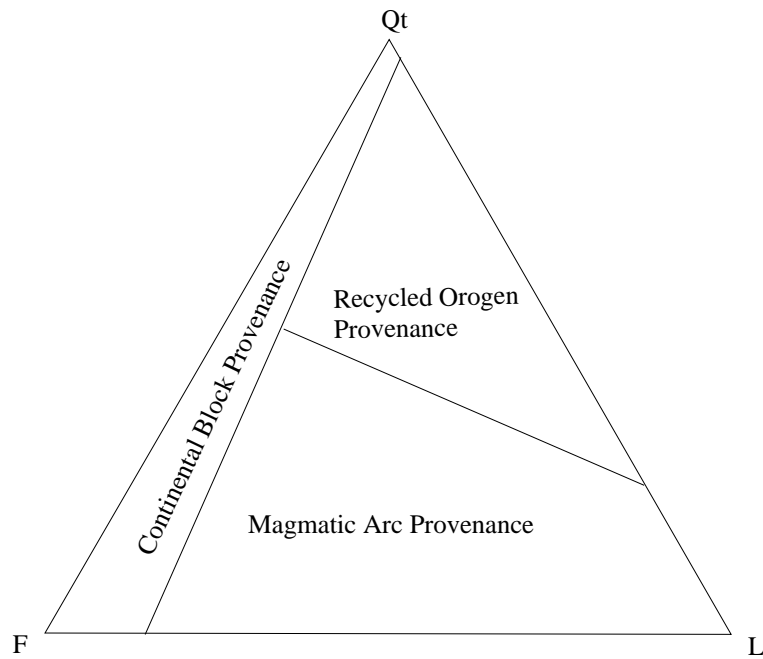 Qt
Continental Block Provenance
Recycled Orogen
Provenance
Magmatic Arc Provenance
F
L